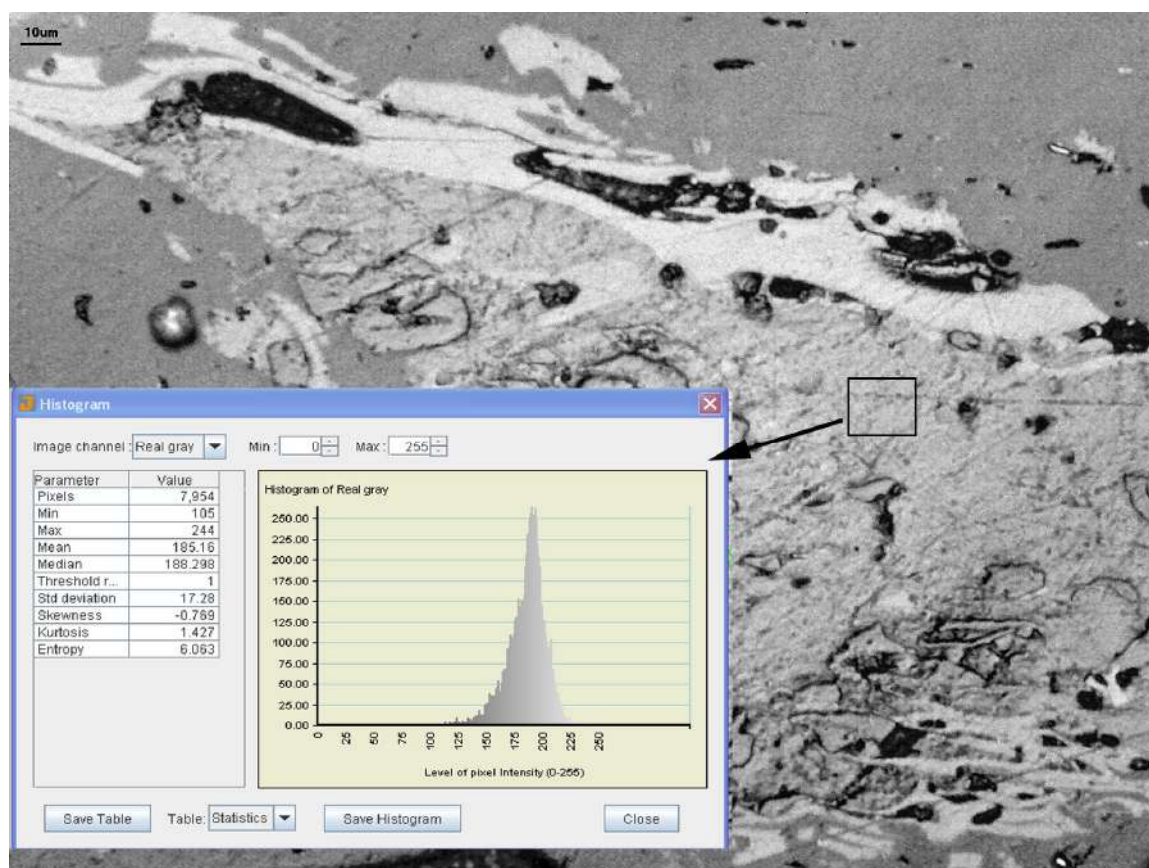 10um
Histogram
Image channel : Real gray Min : 0 Max : 255
Parameter Value
Pixels 7,954
Min 105
Max 244
Mean 185.16
Median 188.298
Threshold r... 1
Std deviation 17.28
Skewness -0.769
Kurtosis 1.427
Entropy 6.063
Histogram of Real gray
250.00
225.00
200.00
175.00
150.00
125.00
100.00
75.00
50.00
25.00
0.00
0 25 50 75 100 125 150 175 200 225 250
Level of pixel Intensity (0-255)
Save Table Table: Statistics Save Histogram Close